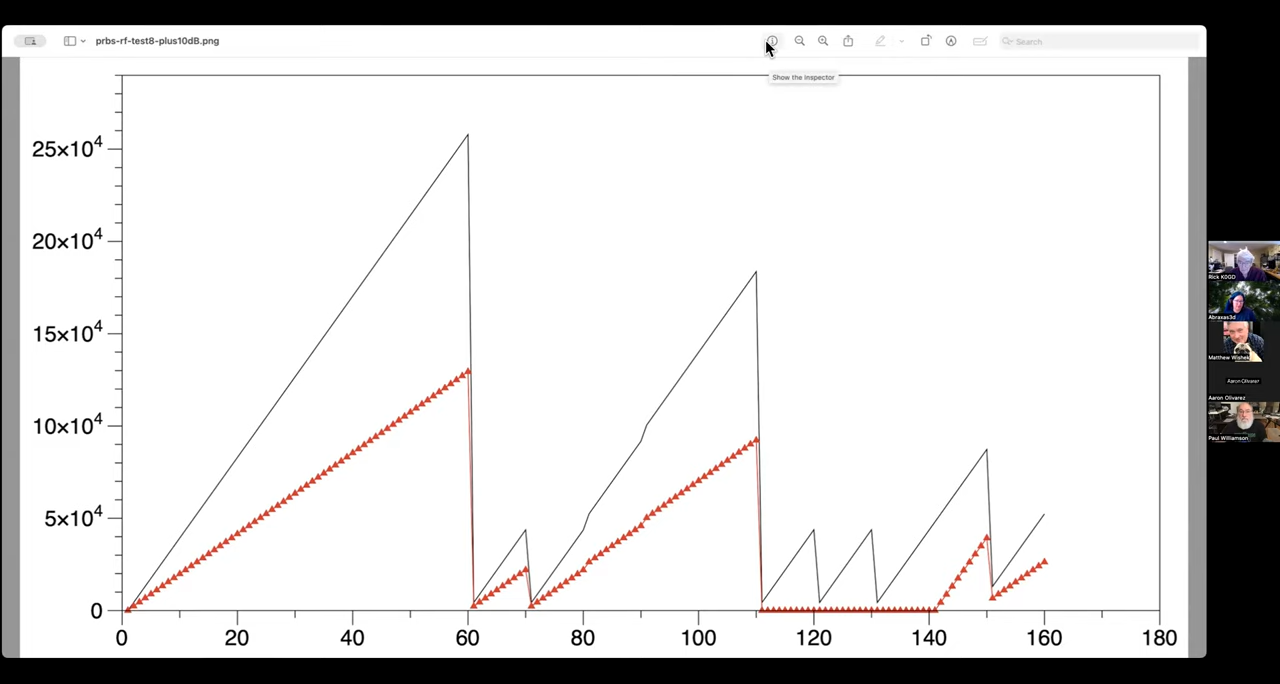 prbs-rf-test8-plus10dB.png
Search
Show the inspector
25×10⁴
20×10⁴
15×10⁴
10×10⁴
5×10⁴
0
0 20 40 60 80 100 120 140 160 180
Rick K0GD
Abraxas3d
Matthew Wishek
Aaron Olivarez
Aaron Olivarez
Paul Williamson